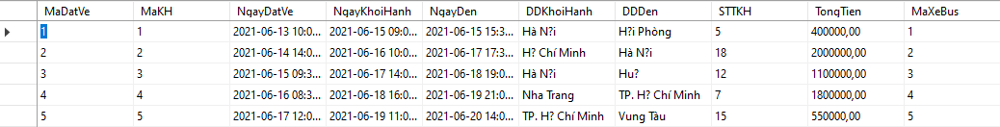 MaDatVe MaKH NgayDatVe NgayKhoiHanh NgayDen DDKhoiHanh DDDen STTKH TongTien MaXeBus
1 1 2021-06-13 10:0... 2021-06-15 09:0... 2021-06-15 15:3... Hà N?i H?i Phòng 5 400000,00 1
2 2 2021-06-14 14:0... 2021-06-16 10:0... 2021-06-17 17:3... H? Chí Minh Hà N?i 18 2000000,00 2
3 3 2021-06-15 09:3... 2021-06-17 14:0... 2021-06-18 19:0... Hà N?i Hu? 12 1100000,00 3
4 4 2021-06-16 08:3... 2021-06-18 16:0... 2021-06-19 21:0... Nha Trang TP. H? Chí Minh 7 1800000,00 4
5 5 2021-06-17 12:0... 2021-06-19 11:0... 2021-06-20 14:0... TP. H? Chí Minh Vung Tàu 15 550000,00 5